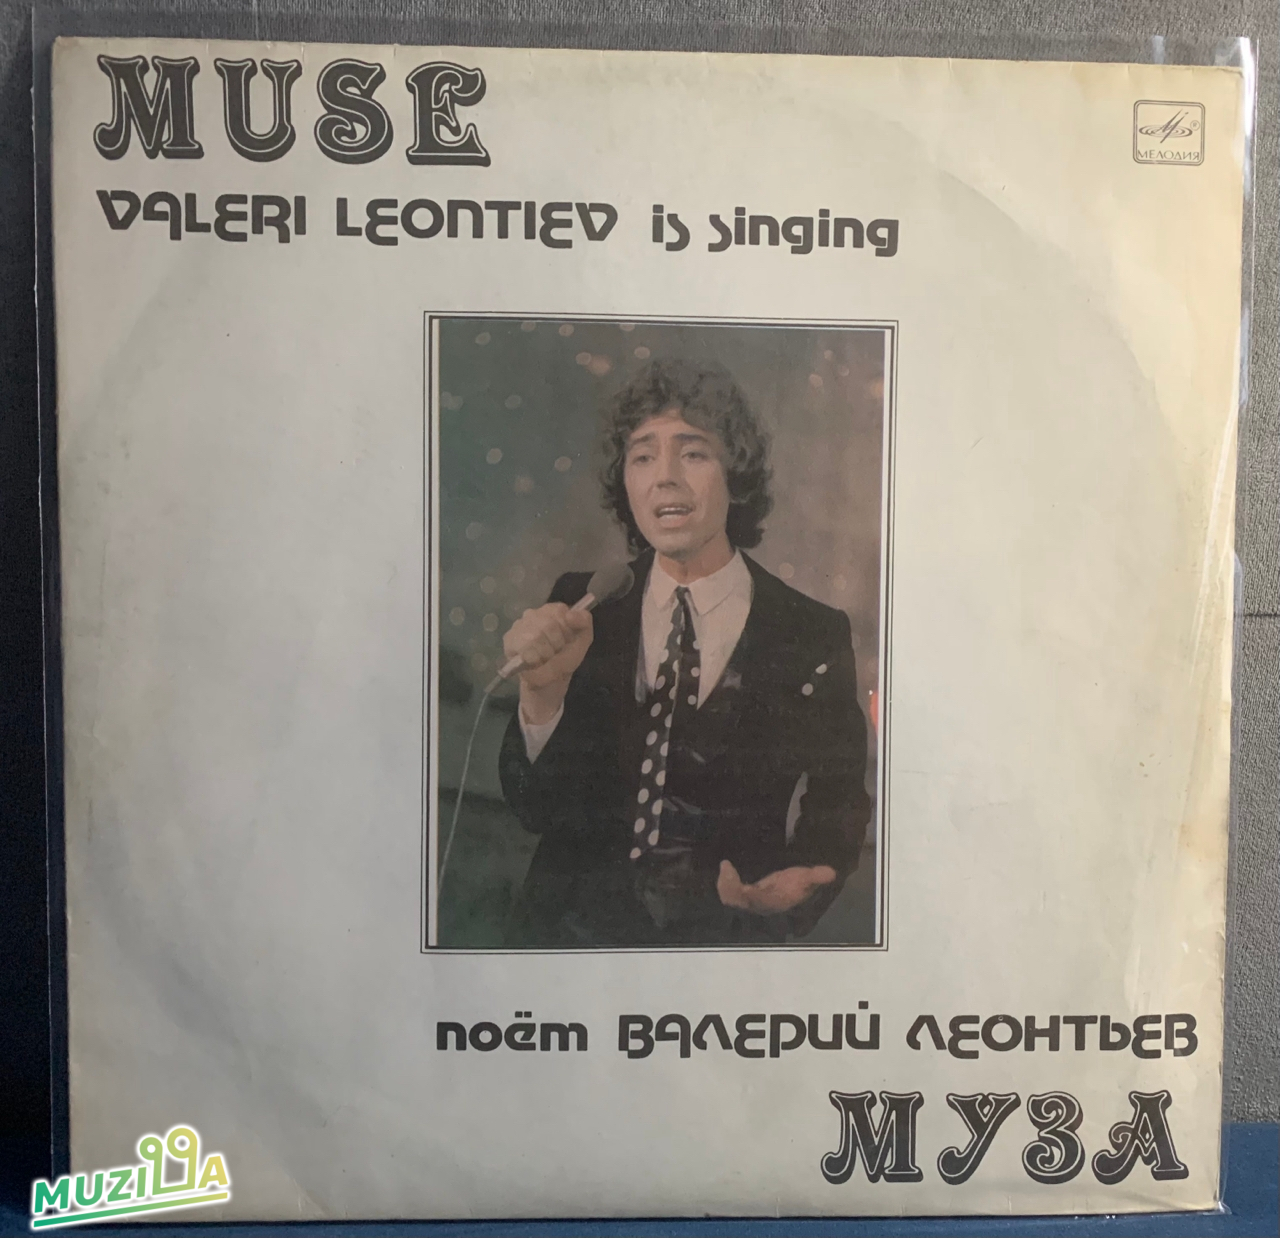 MUSE
VALERI LEONTIEV is singing
МЕЛОДИЯ
поёт ВАЛЕРИЙ ЛЕОНТЬЕВ
МУЗА
MUZILLA